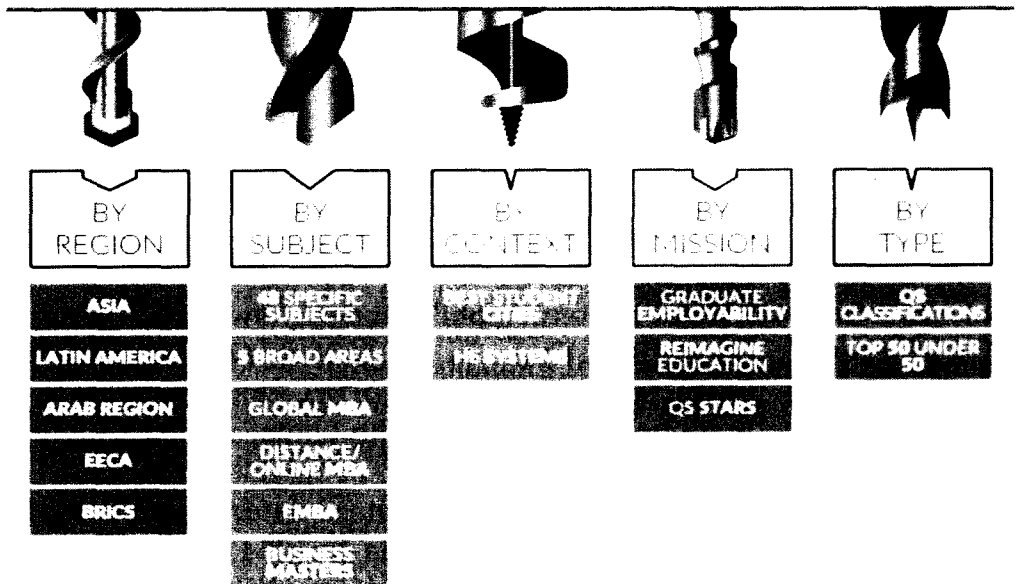 BY
REGION
ASIA
LATIN AMERICA
ARAB REGION
EECA
BRICS
BY
SUBJECT
48 SPECIFIC
SUBJECTS
5 BROAD AREAS
GLOBAL MBA
DISTANCE/
ONLINE MBA
EMBA
BUSINESS
MASTERS
BY
CONTEXT
BEST STUDENT
CITIES
HE SYSTEMS
BY
MISSION
GRADUATE
EMPLOYABILITY
REIMAGINE
EDUCATION
QS STARS
BY
TYPE
QS
CLASSIFICATIONS
TOP 50 UNDER
50